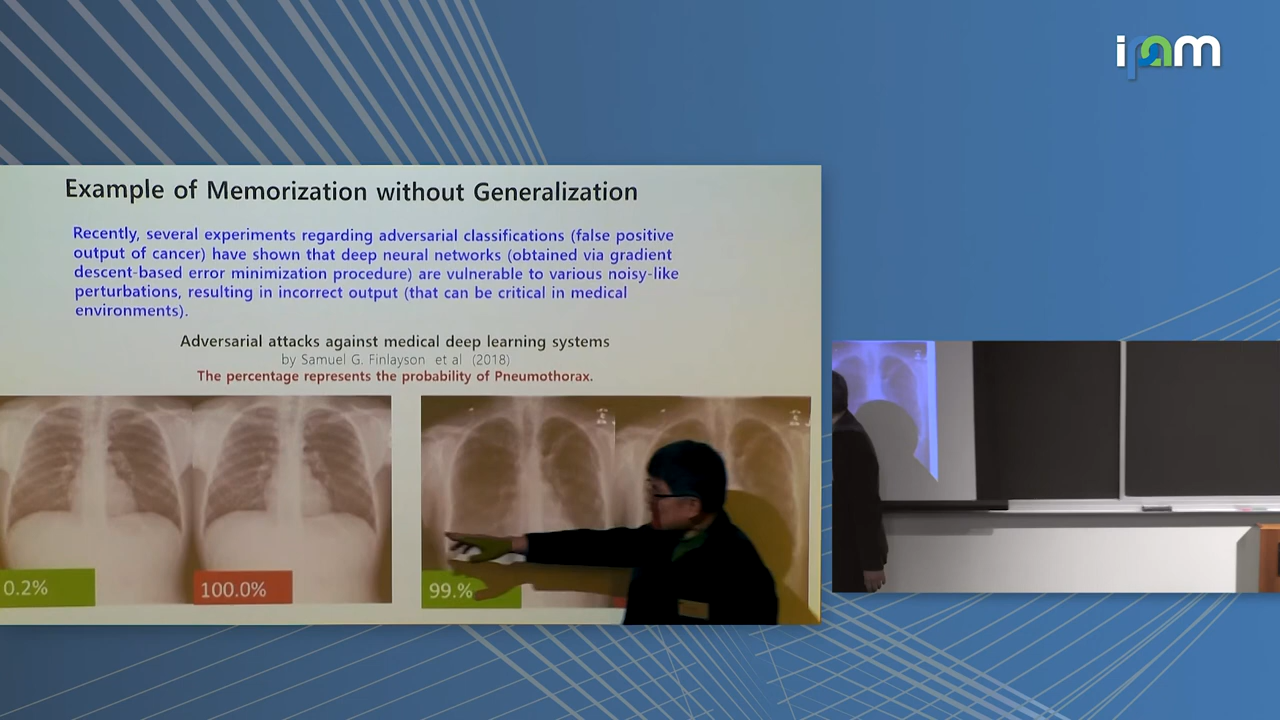 ipam
Example of Memorization without Generalization
Recently, several experiments regarding adversarial classifications (false positive
output of cancer) have shown that deep neural networks (obtained via gradient
descent-based error minimization procedure) are vulnerable to various noisy-like
perturbations, resulting in incorrect output (that can be critical in medical
environments).
Adversarial attacks against medical deep learning systems
by Samuel G. Finlayson et al (2018)
The percentage represents the probability of Pneumothorax.
0.2%
100.0%
99.%